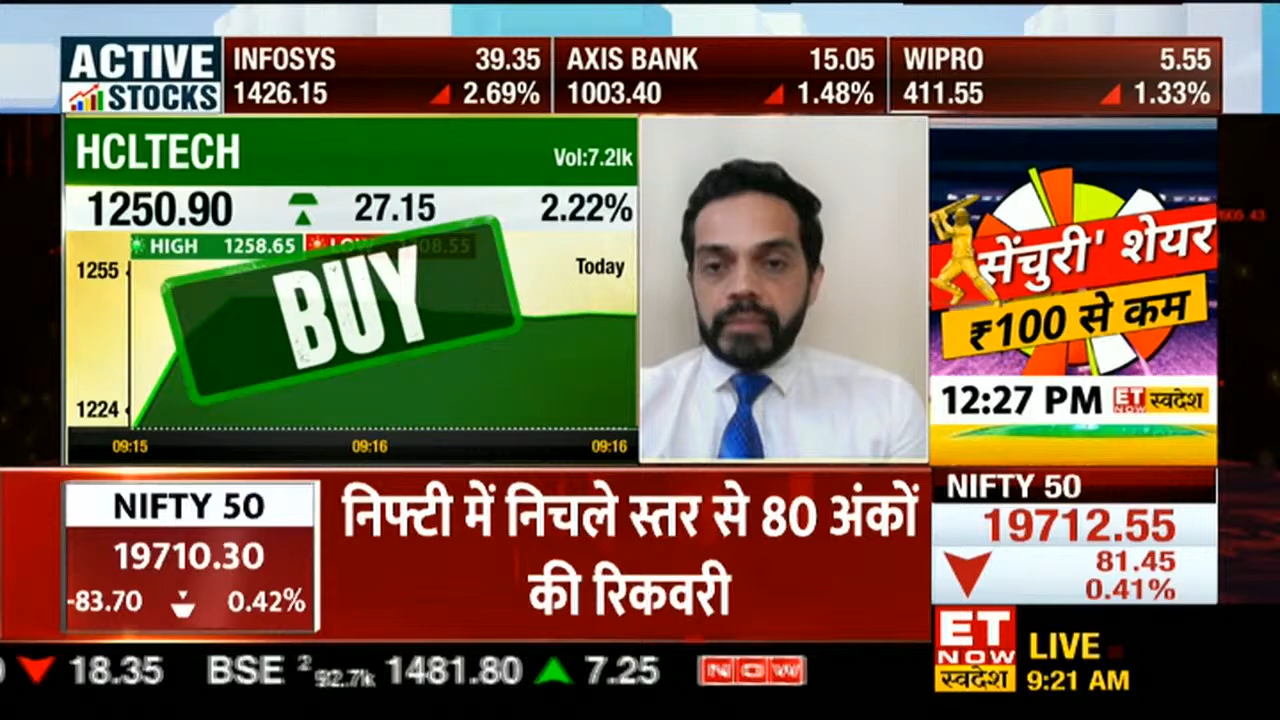 ACTIVE
STOCKS
INFOSYS 39.35
1426.15 2.69%
AXIS BANK 15.05
1003.40 1.48%
WIPRO 5.55
411.55 1.33%
HCLTECH Vol:7.2lk
1250.90 27.15 2.22%
HIGH 1258.65 LOW
Today
1255
BUY
1224
09:15 09:16 09:16
सेंचुरी' शेयर
₹100 से कम
12:27 PM ET NOW स्वदेश
NIFTY 50
19710.30
-83.70 0.42%
निफ्टी में निचले स्तर से 80 अंकों
की रिकवरी
NIFTY 50
19712.55
81.45
0.41%
18.35 BSE 1481.80 7.25 NOW
ET
NOW
स्वदेश
LIVE
9:21 AM